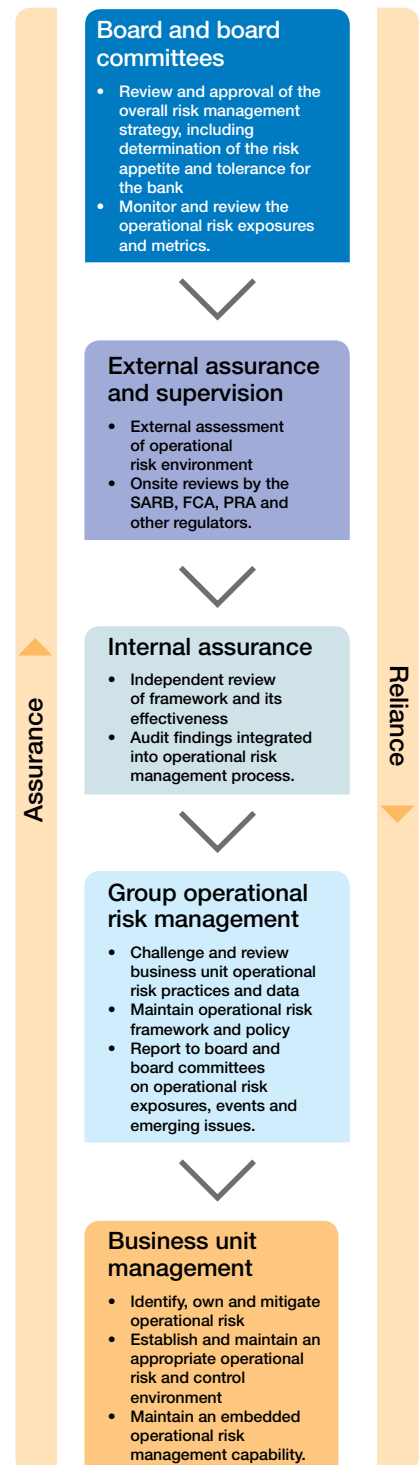 Board and board
committees
• Review and approval of the
overall risk management
strategy, including
determination of the risk
appetite and tolerance for
the bank
• Monitor and review the
operational risk exposures
and metrics.
External assurance
and supervision
• External assessment
of operational
risk environment
• Onsite reviews by the
SARB, FCA, PRA and
other regulators.
Internal assurance
• Independent review
of framework and its
effectiveness
• Audit findings integrated
into operational risk
management process.
Assurance
Reliance
Group operational
risk management
• Challenge and review
business unit operational
risk practices and data
• Maintain operational risk
framework and policy
• Report to board and
board committees
on operational risk
exposures, events and
emerging issues.
Business unit
management
• Identify, own and mitigate
operational risk
• Establish and maintain an
appropriate operational
risk and control
environment
• Maintain an embedded
operational risk
management capability.